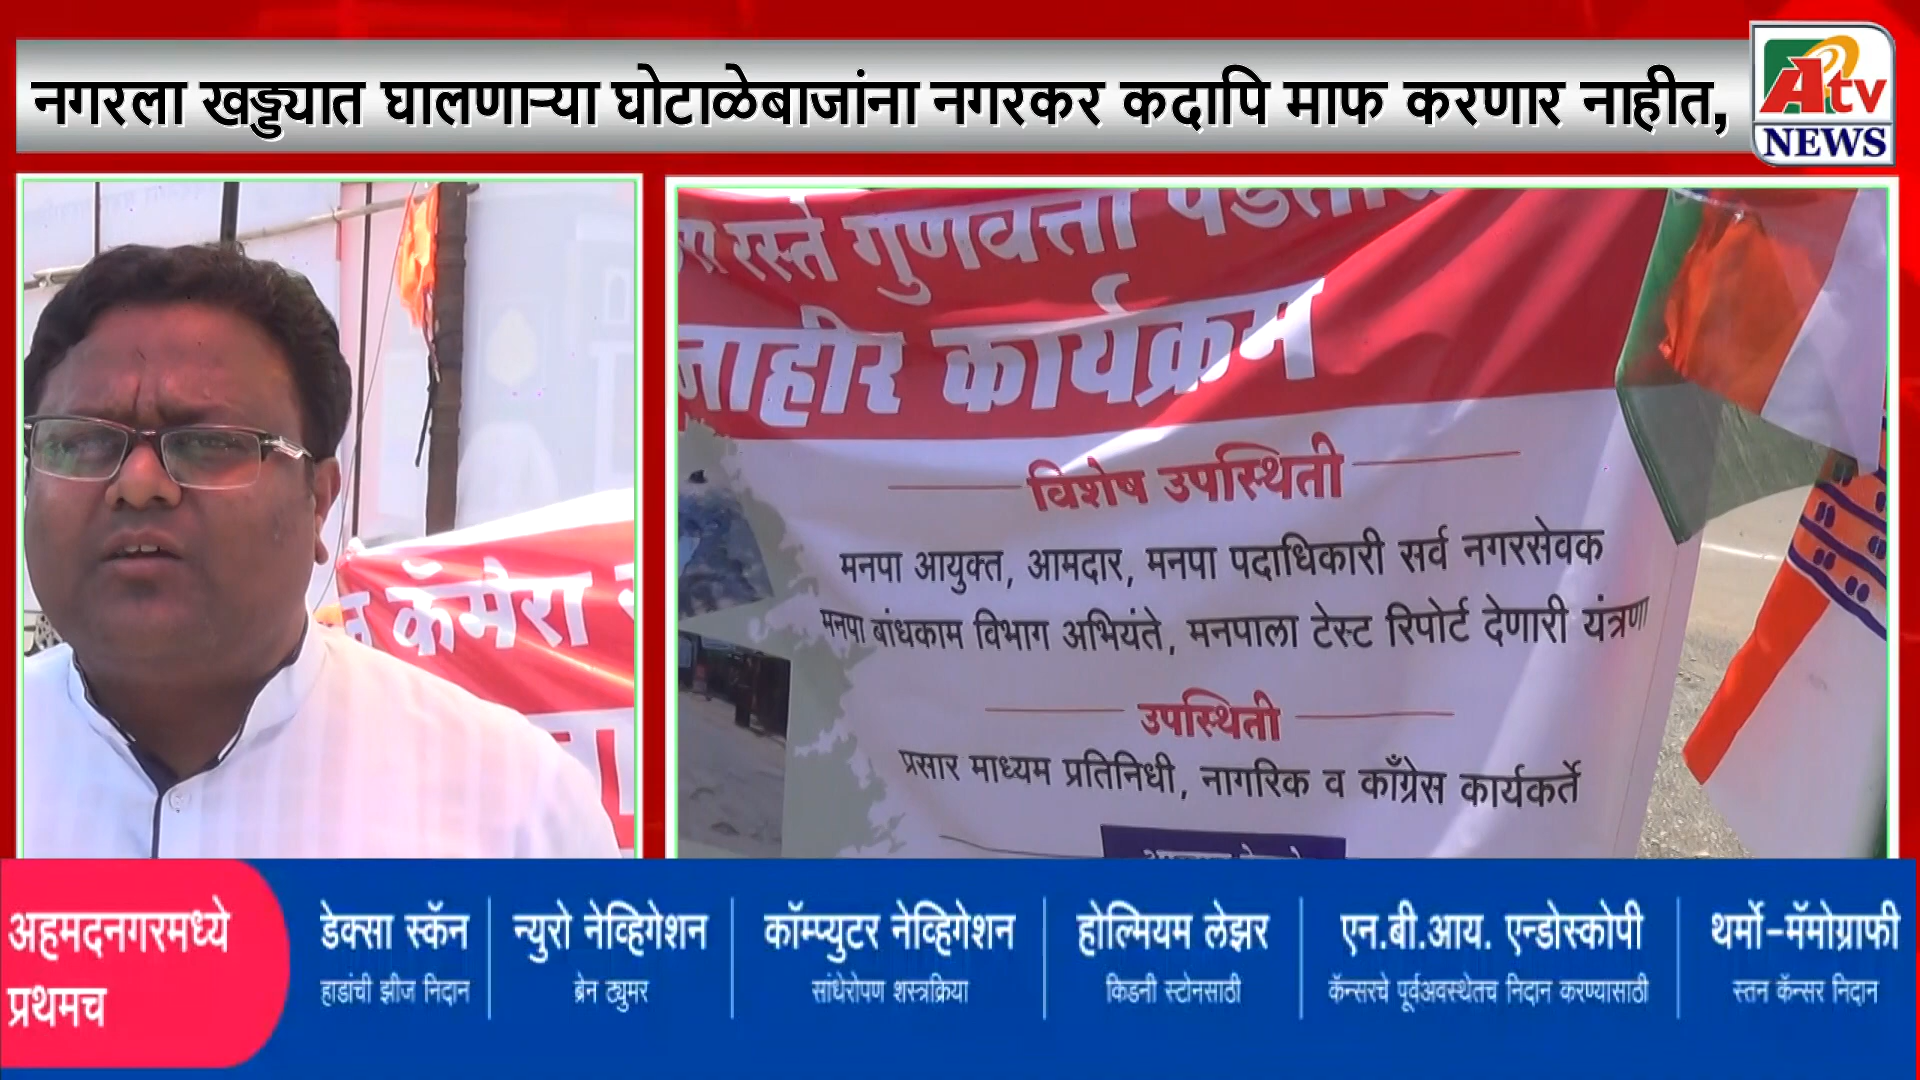 नगरला खड्ड्यात घालणाऱ्या घोटाळेबाजांना नगरकर कदापि माफ करणार नाहीत,
Atv
NEWS
कॅमेरा
रस्ते गुणवत्ता
जाहीर कार्यक्रम
विशेष उपस्थिती
मनपा आयुक्त, आमदार, मनपा पदाधिकारी सर्व नगरसेवक
मनपा बांधकाम विभाग अभियंते, मनपाला टेस्ट रिपोर्ट देणारी यंत्रणा
उपस्थिती
प्रसार माध्यम प्रतिनिधी, नागरिक व काँग्रेस कार्यकर्ते
अहमदनगरमध्ये
प्रथमच
डेक्सा स्कॅन
हाडांची झीज निदान
न्युरो नेव्हिगेशन
ब्रेन ट्युमर
कॉम्प्युटर नेव्हिगेशन
सांधेरोपण शस्त्रक्रिया
होल्मियम लेझर
किडनी स्टोनसाठी
एन.बी.आय. एन्डोस्कोपी
कॅन्सरचे पूर्वअवस्थेतच निदान करण्यासाठी
थर्मो-मॅमोग्राफी
स्तन कॅन्सर निदान